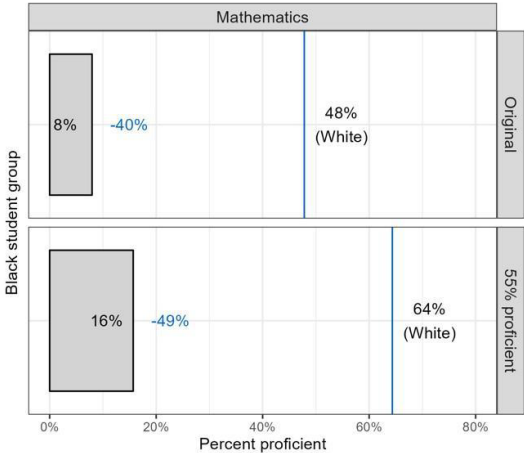 Mathematics
8%
-40%
48%
(White)
Original
16%
-49%
64%
(White)
55% proficient
Black student group
0%
20%
40%
60%
80%
Percent proficient